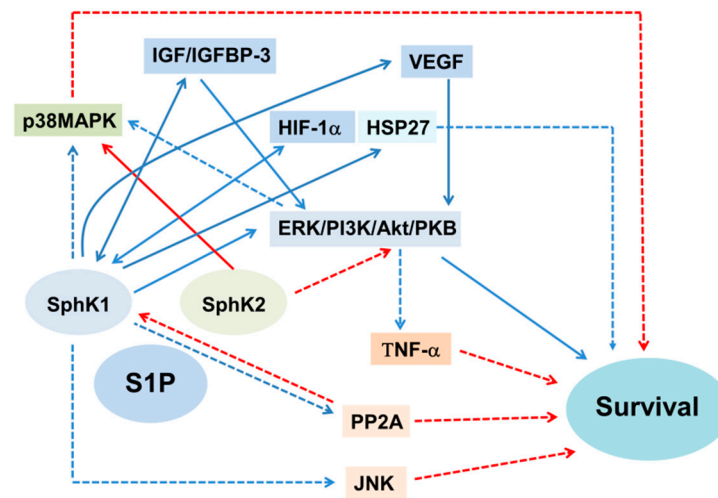 IGF/IGFBP-3
VEGF
p38MAPK
HIF-1α
HSP27
ERK/PI3K/Akt/PKB
SphK1
SphK2
TNF-α
S1P
Survival
PP2A
JNK